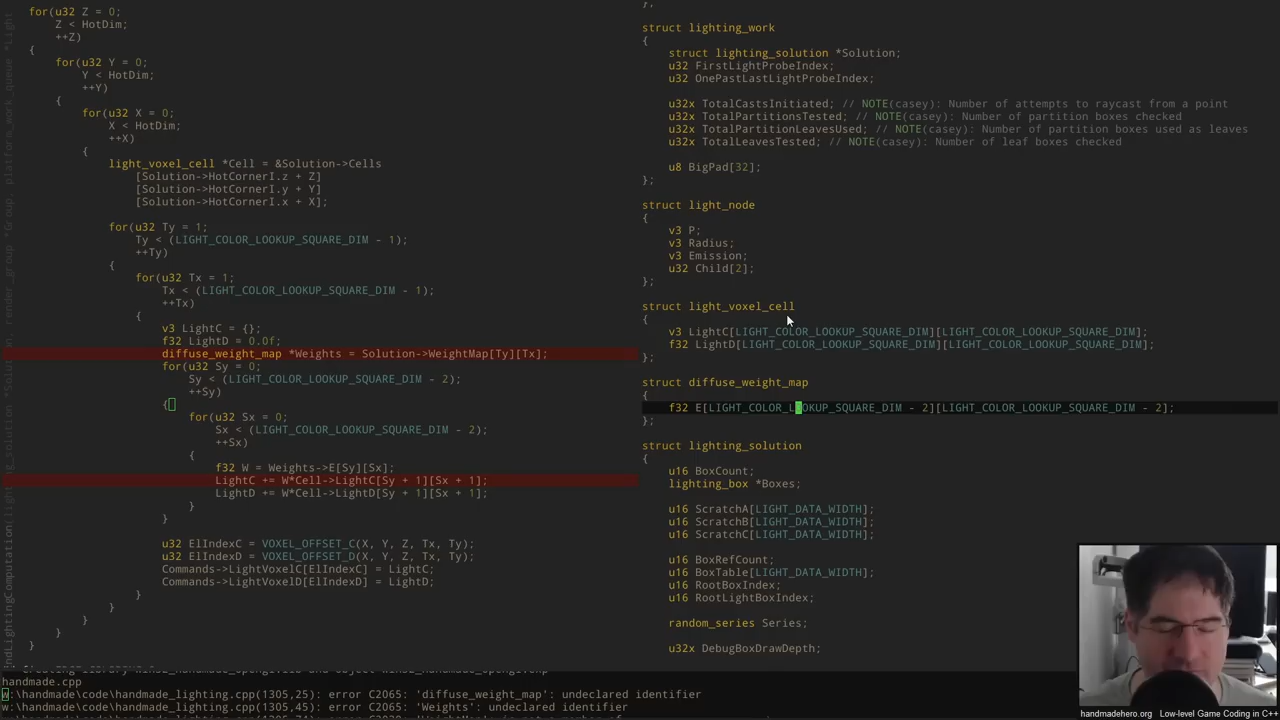 for(u32 Z = 0;
Z < HotDim;
++Z)
{
for(u32 Y = 0;
Y < HotDim;
++Y)
{
for(u32 X = 0;
X < HotDim;
++X)
{
light_voxel_cell *Cell = &Solution->Cells
[Solution->HotCornerI.z + Z]
[Solution->HotCornerI.y + Y]
[Solution->HotCornerI.x + X];
for(u32 Ty = 1;
Ty < (LIGHT_COLOR_LOOKUP_SQUARE_DIM - 1);
++Ty)
{
for(u32 Tx = 1;
Tx < (LIGHT_COLOR_LOOKUP_SQUARE_DIM - 1);
++Tx)
{
v3 LightC = {};
f32 LightD = 0.0f;
diffuse_weight_map *Weights = Solution->WeightMap[Ty][Tx];
for(u32 Sy = 0;
Sy < (LIGHT_COLOR_LOOKUP_SQUARE_DIM - 2);
++Sy)
{
for(u32 Sx = 0;
Sx < (LIGHT_COLOR_LOOKUP_SQUARE_DIM - 2);
++Sx)
{
f32 W = Weights->E[Sy][Sx];
LightC += W*Cell->LightC[Sy + 1][Sx + 1];
LightD += W*Cell->LightD[Sy + 1][Sx + 1];
}
}
u32 ElIndexC = VOXEL_OFFSET_C(X, Y, Z, Tx, Ty);
u32 ElIndexD = VOXEL_OFFSET_D(X, Y, Z, Tx, Ty);
Commands->LightVoxelC[ElIndexC] = LightC;
Commands->LightVoxelD[ElIndexD] = LightD;
}
}
}
}
}
};
struct lighting_work
{
struct lighting_solution *Solution;
u32 FirstLightProbeIndex;
u32 OnePastLastLightProbeIndex;
u32x TotalCastsInitiated; // NOTE(casey): Number of attempts to raycast from a point
u32x TotalPartitionsTested; // NOTE(casey): Number of partition boxes checked
u32x TotalPartitionLeavesUsed; // NOTE(casey): Number of partition boxes used as leaves
u32x TotalLeavesTested; // NOTE(casey): Number of leaf boxes checked
u8 BigPad[32];
};
struct light_node
{
v3 P;
v3 Radius;
v3 Emission;
u32 Child[2];
};
struct light_voxel_cell
{
v3 LightC[LIGHT_COLOR_LOOKUP_SQUARE_DIM][LIGHT_COLOR_LOOKUP_SQUARE_DIM];
f32 LightD[LIGHT_COLOR_LOOKUP_SQUARE_DIM][LIGHT_COLOR_LOOKUP_SQUARE_DIM];
};
struct diffuse_weight_map
{
f32 E[LIGHT_COLOR_LOOKUP_SQUARE_DIM - 2][LIGHT_COLOR_LOOKUP_SQUARE_DIM - 2];
};
struct lighting_solution
{
u16 BoxCount;
lighting_box *Boxes;
u16 ScratchA[LIGHT_DATA_WIDTH];
u16 ScratchB[LIGHT_DATA_WIDTH];
u16 ScratchC[LIGHT_DATA_WIDTH];
u16 BoxRefCount;
u16 BoxTable[LIGHT_DATA_WIDTH];
u16 RootBoxIndex;
u16 RootLightBoxIndex;
random_series Series;
u32x DebugBoxDrawDepth;
handmade.cpp
w:\handmade\code\handmade_lighting.cpp(1305,25): error C2065: 'diffuse_weight_map': undeclared identifier
w:\handmade\code\handmade_lighting.cpp(1305,45): error C2065: 'Weights': undeclared identifier
handmade.org Low-level Game Coding in C++